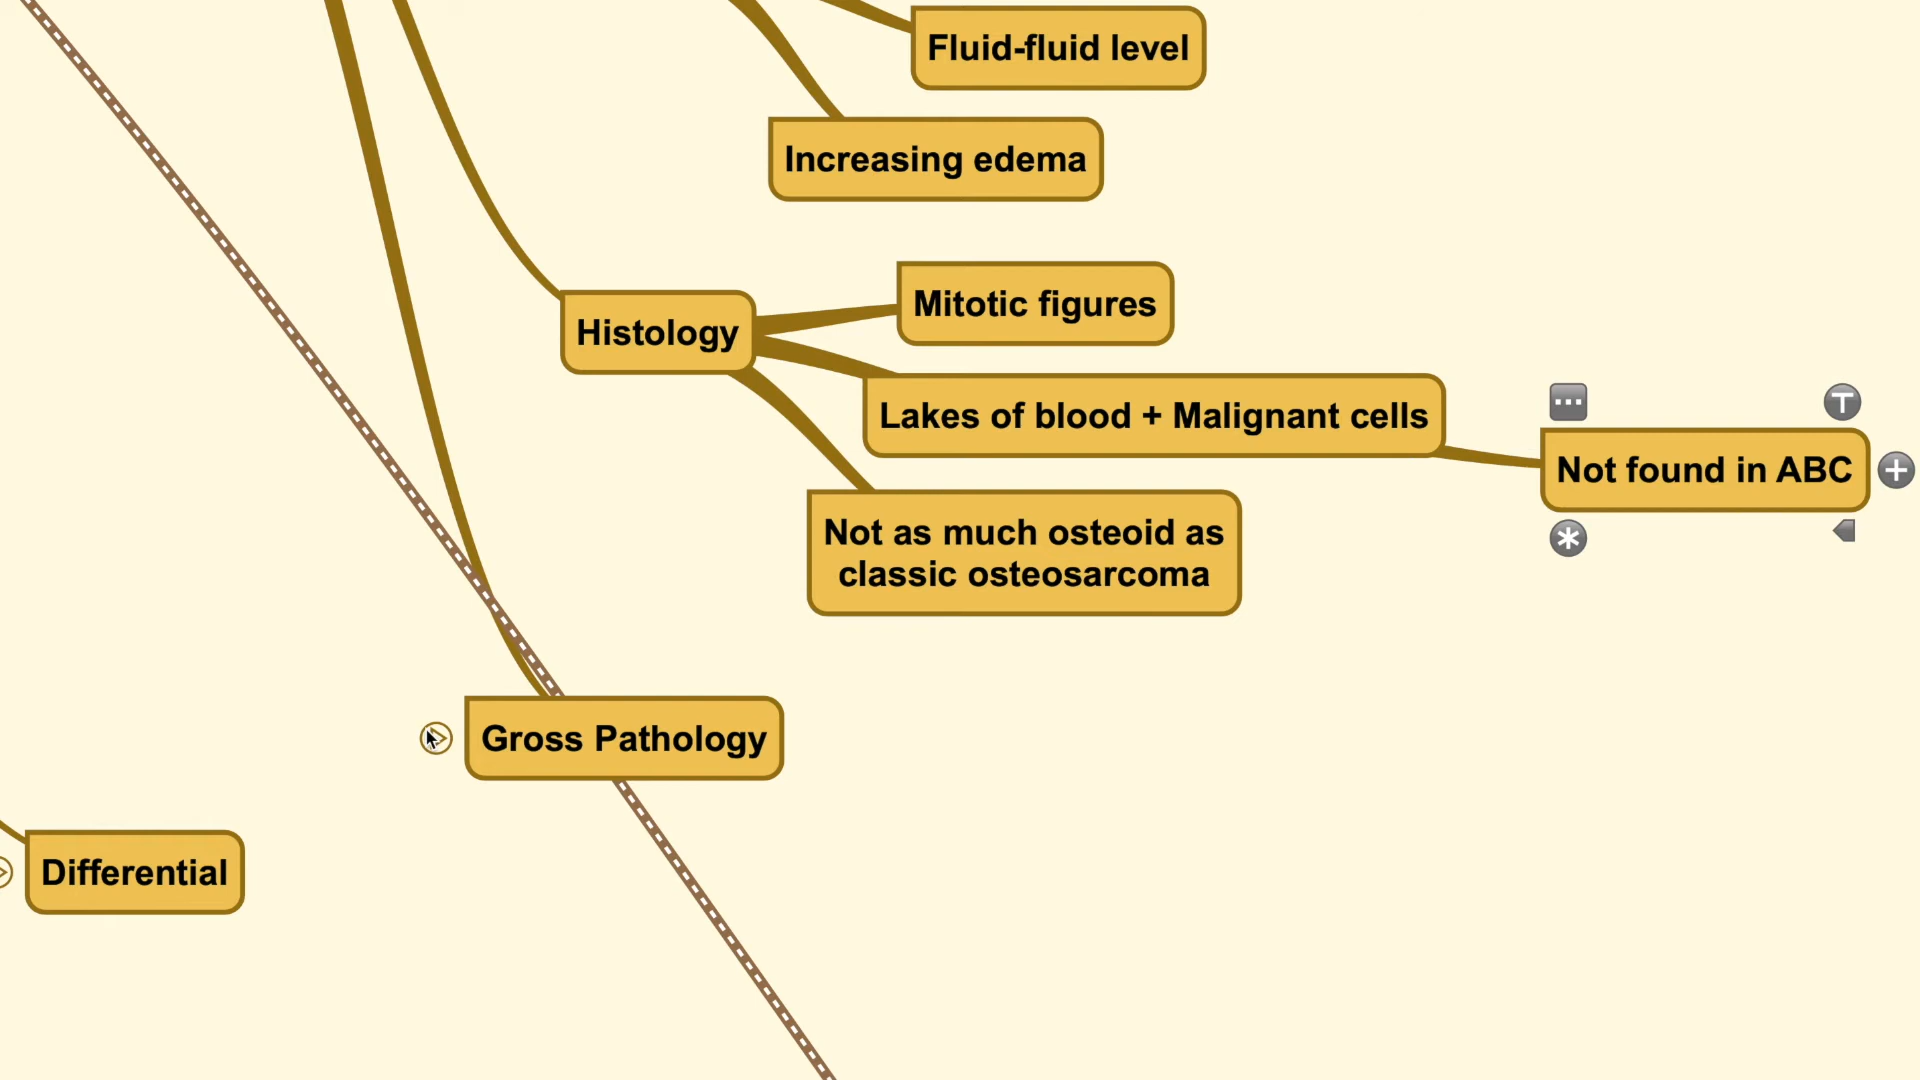 Fluid-fluid level
Increasing edema
Mitotic figures
Histology
Lakes of blood + Malignant cells
Not found in ABC
Not as much osteoid as
classic osteosarcoma
Gross Pathology
Differential